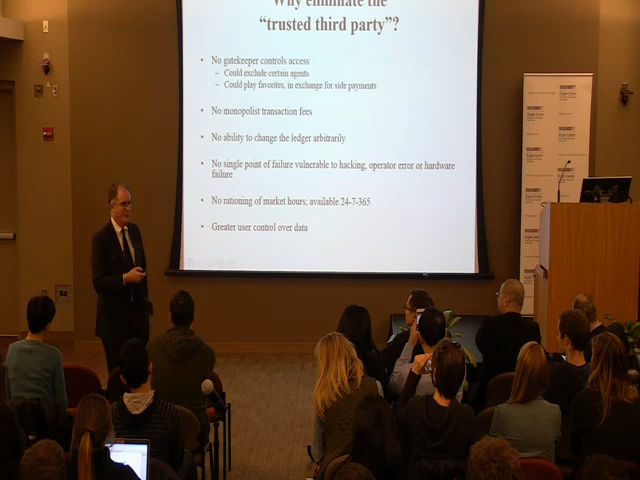 Why eliminate the
“trusted third party”?
• No gatekeeper controls access
– Could exclude certain agents
– Could play favorites, in exchange for side payments
• No monopolist transaction fees
• No ability to change the ledger arbitrarily
• No single point of failure vulnerable to hacking, operator error or hardware
failure
• No rationing of market hours; available 24-7-365
• Greater user control over data